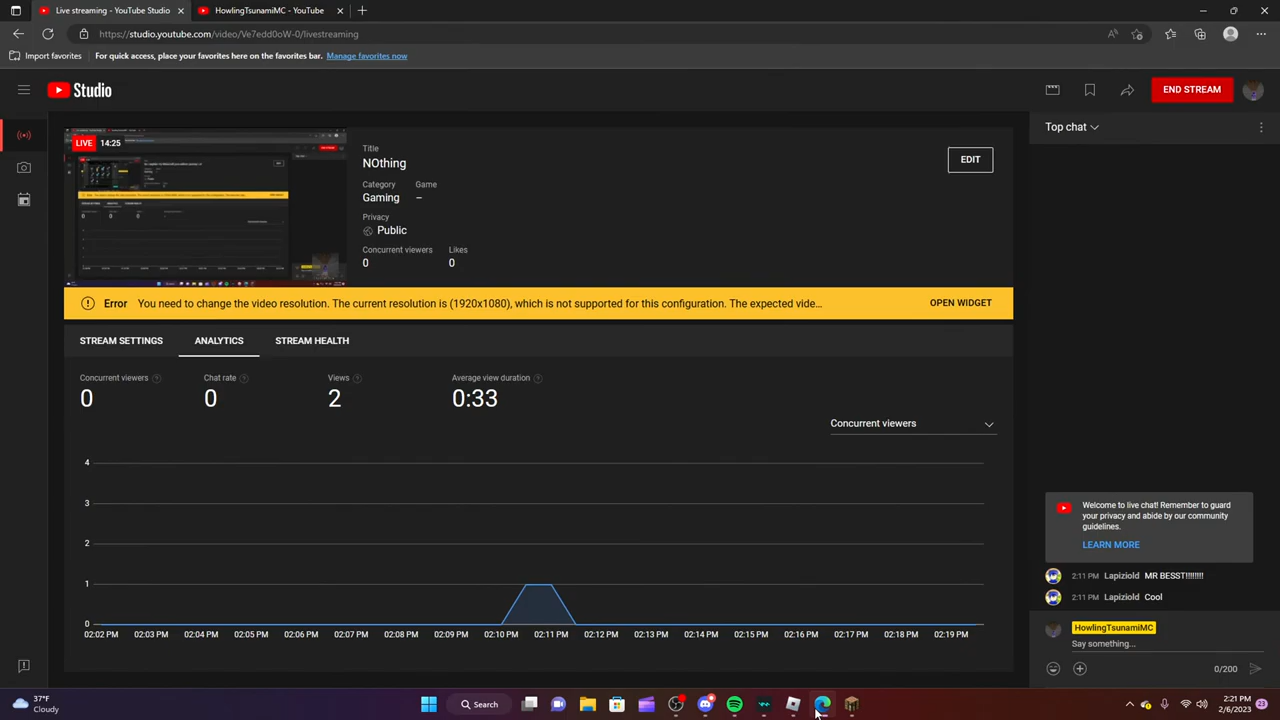 Live streaming - YouTube Studio
HowlingTsunamiMC - YouTube
https://studio.youtube.com/video/Ve7edd0oW-0/livestreaming
Import favorites
For quick access, place your favorites here on the favorites bar. Manage favorites now
Studio
END STREAM
LIVE 14:25
Title
NOthing
EDIT
Category Game
Gaming –
Privacy
Public
Concurrent viewers Likes
0 0
Error You need to change the video resolution. The current resolution is (1920x1080), which is not supported for this configuration. The expected vide... OPEN WIDGET
STREAM SETTINGS ANALYTICS STREAM HEALTH
Concurrent viewers Chat rate Views Average view duration
0 0 2 0:33
Concurrent viewers
4
3
2
1
0
02:02 PM 02:03 PM 02:04 PM 02:05 PM 02:06 PM 02:07 PM 02:08 PM 02:09 PM 02:10 PM 02:11 PM 02:12 PM 02:13 PM 02:14 PM 02:15 PM 02:16 PM 02:17 PM 02:18 PM 02:19 PM
Top chat
Welcome to live chat! Remember to guard
your privacy and abide by our community
guidelines.
LEARN MORE
2:11 PM Lapiziold MR BESST!!!!!!!!
2:11 PM Lapiziold Cool
HowlingTsunamiMC
Say something...
0/200
37°F
Cloudy
Search
2:21 PM
2/6/2023
23